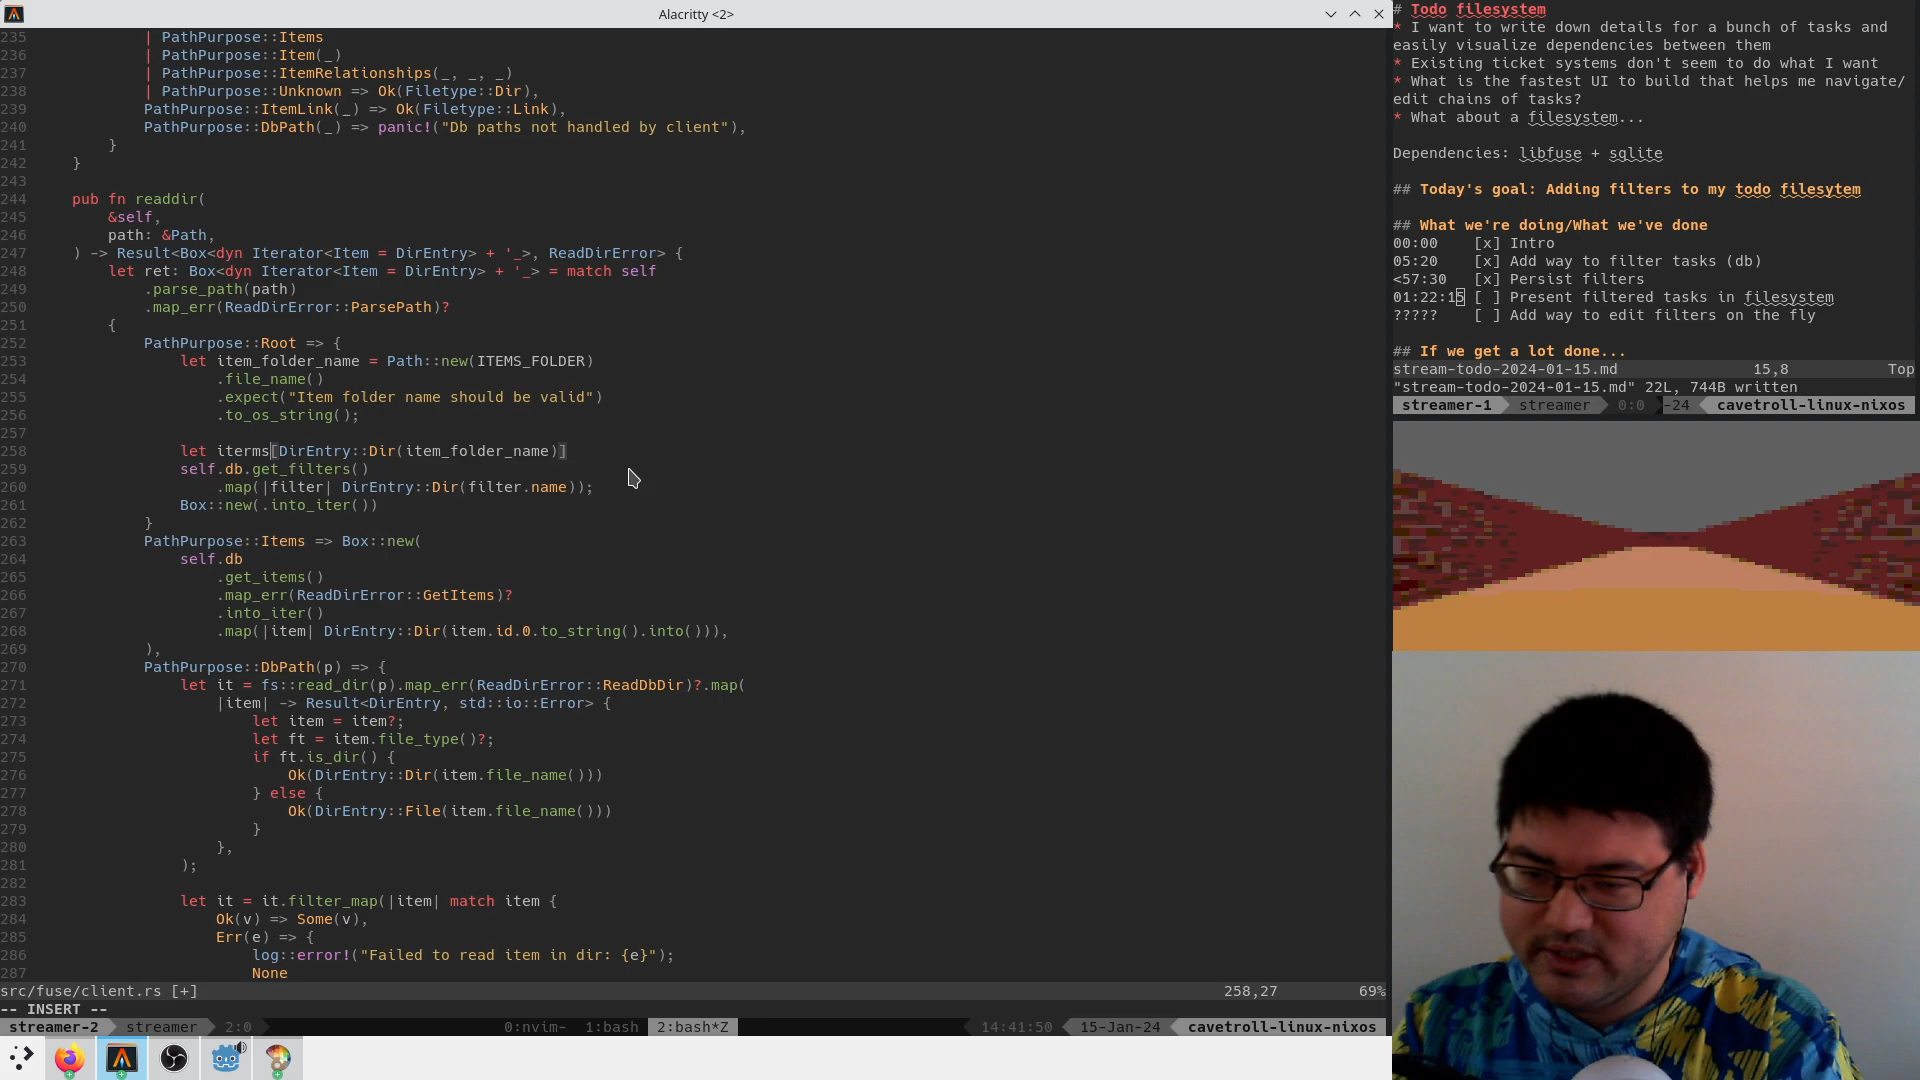 Alacritty <2>
235 | PathPurpose::Items
236 | PathPurpose::Item(_)
237 | PathPurpose::ItemRelationships(_, _, _)
238 | PathPurpose::Unknown => Ok(Filetype::Dir),
239 PathPurpose::ItemLink(_) => Ok(Filetype::Link),
240 PathPurpose::DbPath(_) => panic!("Db paths not handled by client"),
241 }
242 }
243
244 pub fn readdir(
245 &self,
246 path: &Path,
247 ) -> Result<Box<dyn Iterator<Item = DirEntry> + '_>, ReadDirError> {
248 let ret: Box<dyn Iterator<Item = DirEntry> + '_> = match self
249 .parse_path(path)
250 .map_err(ReadDirError::ParsePath)?
251 {
252 PathPurpose::Root => {
253 let item_folder_name = Path::new(ITEMS_FOLDER)
254 .file_name()
255 .expect("Item folder name should be valid")
256 .to_os_string();
257
258 let iterms[DirEntry::Dir(item_folder_name)]
259 self.db.get_filters()
260 .map(|filter| DirEntry::Dir(filter.name));
261 Box::new(.into_iter())
262 }
263 PathPurpose::Items => Box::new(
264 self.db
265 .get_items()
266 .map_err(ReadDirError::GetItems)?
267 .into_iter()
268 .map(|item| DirEntry::Dir(item.id.0.to_string().into())),
269 ),
270 PathPurpose::DbPath(p) => {
271 let it = fs::read_dir(p).map_err(ReadDirError::ReadDbDir)?.map(
272 |item| -> Result<DirEntry, std::io::Error> {
273 let item = item?;
274 let ft = item.file_type()?;
275 if ft.is_dir() {
276 Ok(DirEntry::Dir(item.file_name()))
277 } else {
278 Ok(DirEntry::File(item.file_name()))
279 }
280 },
281 );
282
283 let it = it.filter_map(|item| match item {
284 Ok(v) => Some(v),
285 Err(e) => {
286 log::error!("Failed to read item in dir: {e}");
287 None
src/fuse/client.rs [+] 258,27 69%
-- INSERT --
streamer-2 streamer 2:0 0:nvim- 1:bash 2:bash*Z 14:41:50 15-Jan-24 cavetroll-linux-nixos
# Todo filesystem
* I want to write down details for a bunch of tasks and
easily visualize dependencies between them
* Existing ticket systems don't seem to do what I want
* What is the fastest UI to build that helps me navigate/
edit chains of tasks?
* What about a filesystem...
Dependencies: libfuse + sqlite
## Today's goal: Adding filters to my todo filesytem
## What we're doing/What we've done
00:00 [x] Intro
05:20 [x] Add way to filter tasks (db)
<57:30 [x] Persist filters
01:22:15 [ ] Present filtered tasks in filesystem
????? [ ] Add way to edit filters on the fly
## If we get a lot done...
stream-todo-2024-01-15.md 15,8 Top
"stream-todo-2024-01-15.md" 22L, 744B written
streamer-1 streamer 0:0 -24 cavetroll-linux-nixos